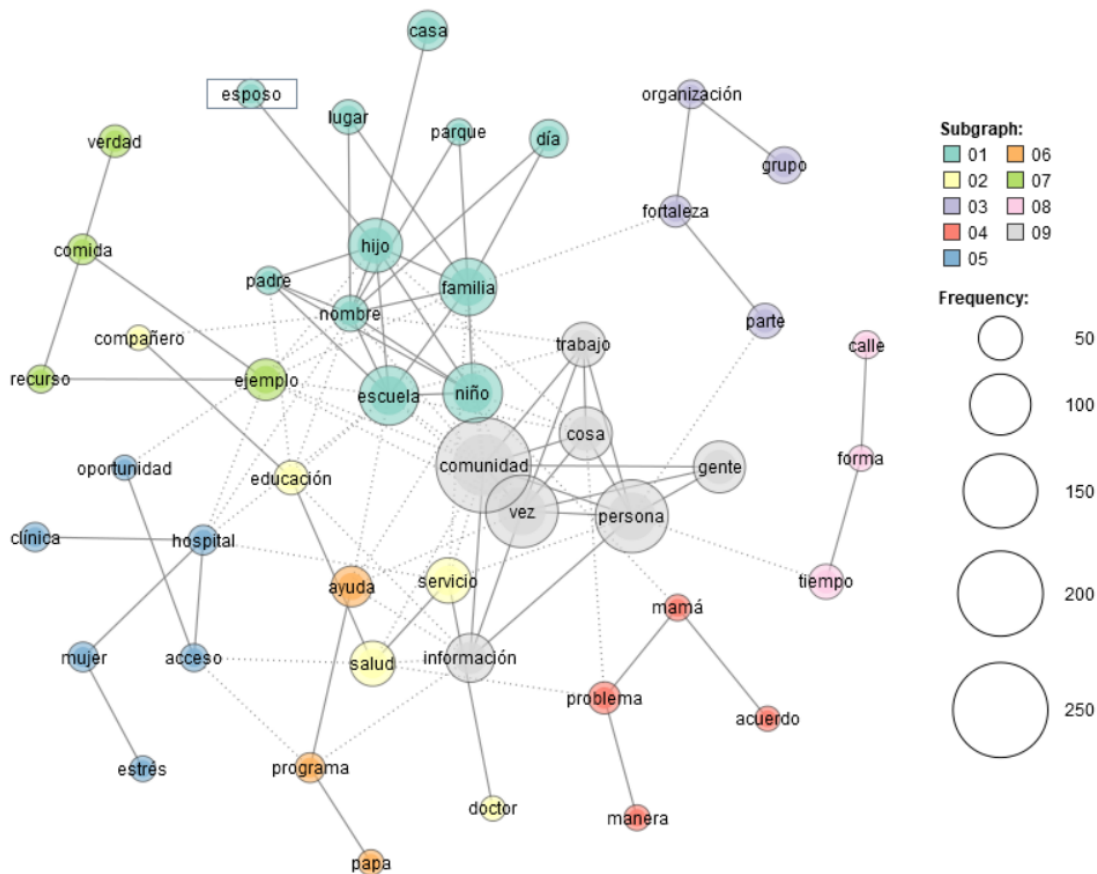 casa
esposo
lugar
parque
día
organización
verdad
grupo
fortaleza
comida
hijo
padre
familia
nombre
parte
compañero
trabajo
calle
recurso
ejemplo
escuela
niño
cosa
comunidad
gente
forma
oportunidad
educación
vez
persona
clínica
hospital
ayuda
servicio
tiempo
mamá
mujer
acceso
salud
información
problema
acuerdo
estrés
programa
doctor
manera
papa
Subgraph:
01 06
02 07
03 08
04 09
05
Frequency:
50
100
150
200
250